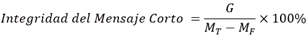 Integridad del Mensaje Corto = G / (M_T − M_F) × 100%